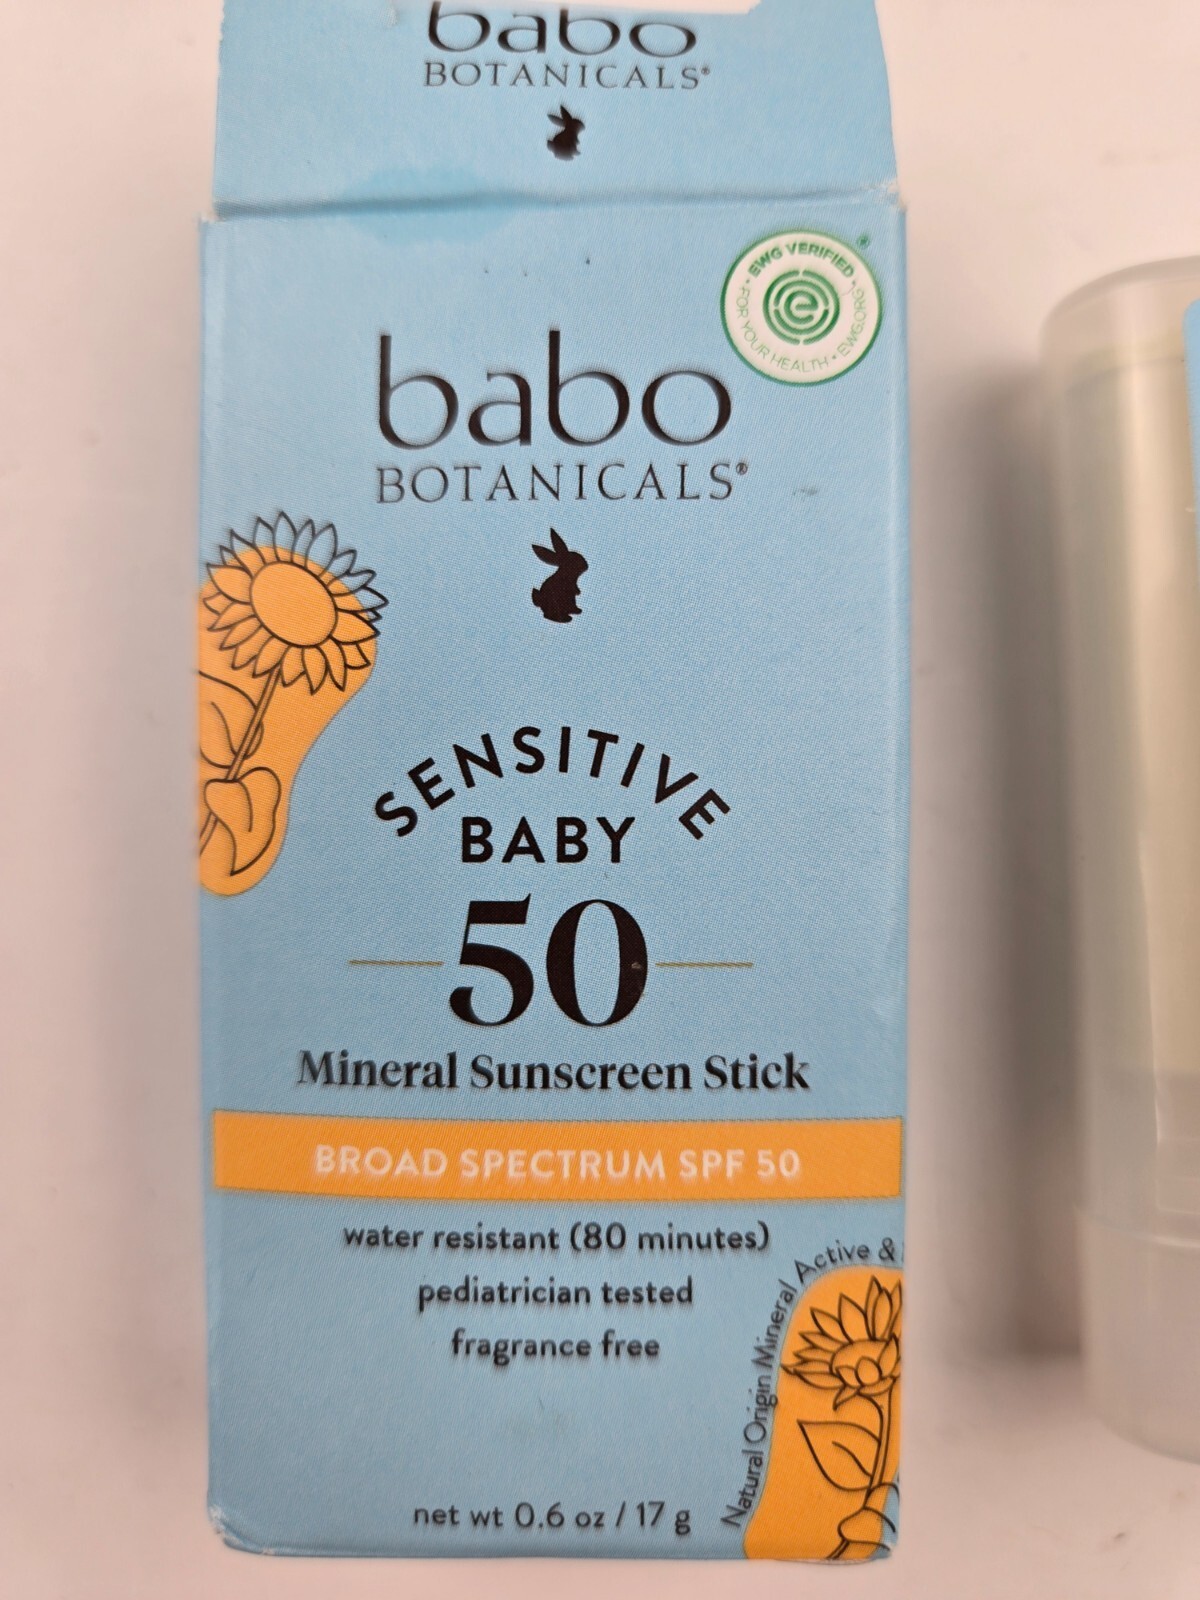 babo
BOTANICALS®
EWG VERIFIED®
• FOR YOUR HEALTH • EWG.ORG •
babo
BOTANICALS®
SENSITIVE
BABY
50
Mineral Sunscreen Stick
BROAD SPECTRUM SPF 50
water resistant (80 minutes)
pediatrician tested
fragrance free
Natural Origin Mineral Active &
net wt 0.6 oz / 17 g